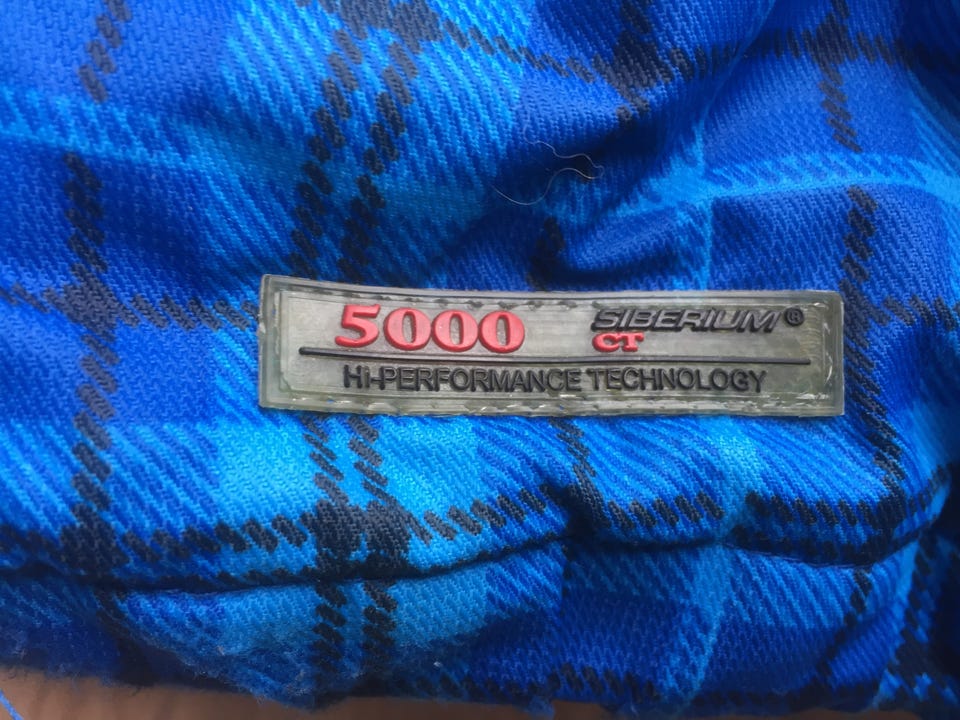 5000 SIBERIUM®
CT
Hi-PERFORMANCE TECHNOLOGY